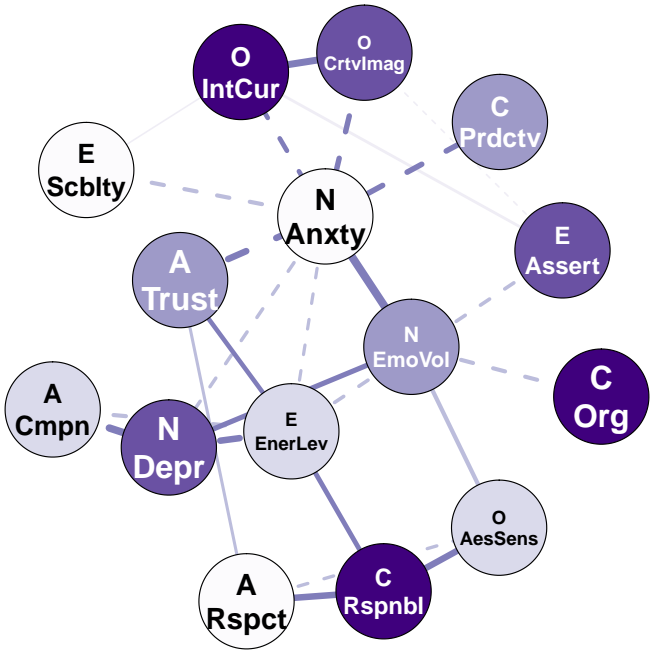 O
IntCur
O
CrtvImag
C
Prdctv
E
Scblty
N
Anxty
E
Assert
A
Trust
N
EmoVol
C
Org
A
Cmpn
N
Depr
E
EnerLev
O
AesSens
A
Rspct
C
Rspnbl